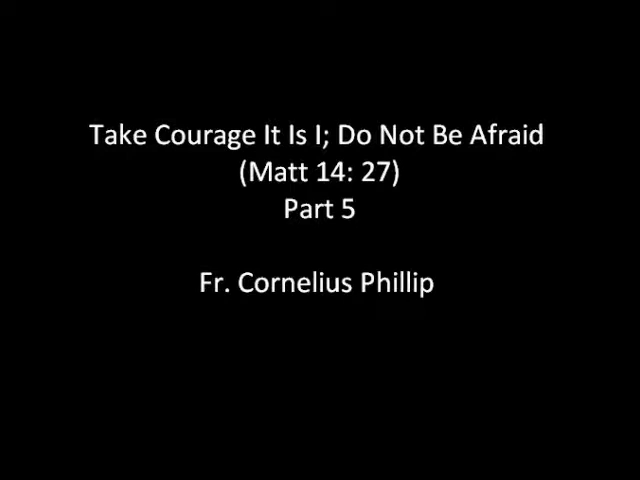 Take Courage It Is I; Do Not Be Afraid
(Matt 14: 27)
Part 5
Fr. Cornelius Phillip